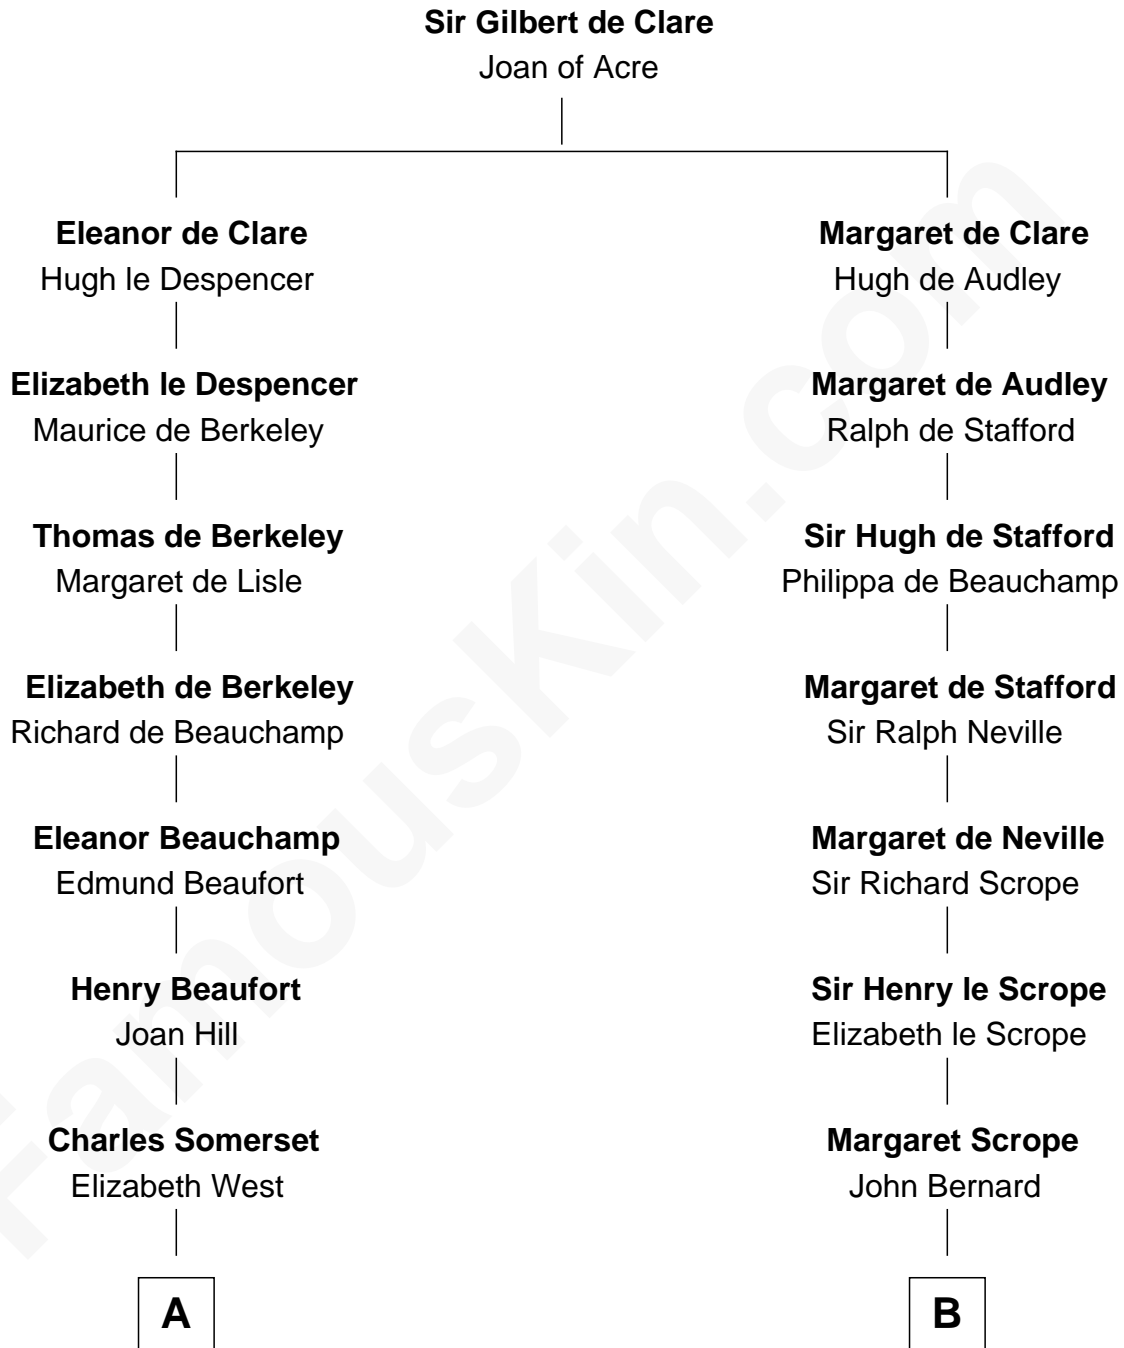 Sir Gilbert de Clare
Joan of Acre
Eleanor de Clare
Hugh le Despencer
Margaret de Clare
Hugh de Audley
Elizabeth le Despencer
Maurice de Berkeley
Margaret de Audley
Ralph de Stafford
Thomas de Berkeley
Margaret de Lisle
Sir Hugh de Stafford
Philippa de Beauchamp
Elizabeth de Berkeley
Richard de Beauchamp
Margaret de Stafford
Sir Ralph Neville
Eleanor Beauchamp
Edmund Beaufort
Margaret de Neville
Sir Richard Scrope
Henry Beaufort
Joan Hill
Sir Henry le Scrope
Elizabeth le Scrope
Charles Somerset
Elizabeth West
Margaret Scrope
John Bernard
A
B
FamousKin.com